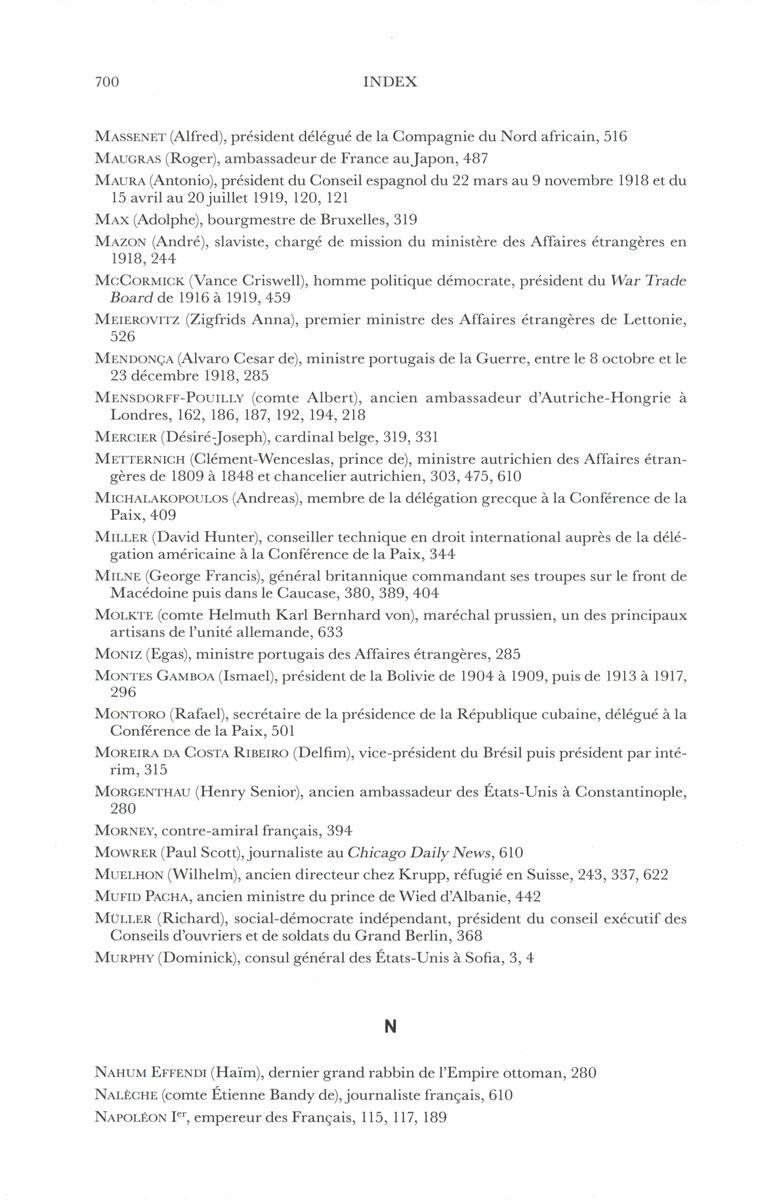 700 INDEX
MASSENET (Alfred), président délégué de la Compagnie du Nord africain, 516
MAUGRAS (Roger), ambassadeur de France au Japon, 487
MAURA (Antonio), président du Conseil espagnol du 22 mars au 9 novembre 1918 et du
15 avril au 20 juillet 1919, 120, 121
MAX (Adolphe), bourgmestre de Bruxelles, 319
MAZON (André), slaviste, chargé de mission du ministère des Affaires étrangères en
1918, 244
MCCORMICK (Vance Criswell), homme politique démocrate, président du War Trade
Board de 1916 à 1919, 459
MEIEROVITZ (Zigfrids Anna), premier ministre des Affaires étrangères de Lettonie,
526
MENDONÇA (Alvaro Cesar de), ministre portugais de la Guerre, entre le 8 octobre et le
23 décembre 1918, 285
MENSDORFF-POUILLY (comte Albert), ancien ambassadeur d'Autriche-Hongrie à
Londres, 162, 186, 187, 192, 194, 218
MERCIER (Désiré-Joseph), cardinal belge, 319, 331
METTERNICH (Clément-Wenceslas, prince de), ministre autrichien des Affaires étran-
gères de 1809 à 1848 et chancelier autrichien, 303, 475, 610
MICHALAKOPOULOS (Andreas), membre de la délégation grecque à la Conférence de la
Paix, 409
MILLER (David Hunter), conseiller technique en droit international auprès de la délé-
gation américaine à la Conférence de la Paix, 344
MILNE (George Francis), général britannique commandant ses troupes sur le front de
Macédoine puis dans le Caucase, 380, 389, 404
MOLKTE (comte Helmuth Karl Bernhard von), maréchal prussien, un des principaux
artisans de l'unité allemande, 633
MONIZ (Egas), ministre portugais des Affaires étrangères, 285
MONTES GAMBOA (Ismael), président de la Bolivie de 1904 à 1909, puis de 1913 à 1917,
296
MONTORO (Rafael), secrétaire de la présidence de la République cubaine, délégué à la
Conférence de la Paix, 501
MOREIRA DA COSTA RIBEIRO (Delfim), vice-président du Brésil puis président par inté-
rim, 315
MORGENTHAU (Henry Senior), ancien ambassadeur des États-Unis à Constantinople,
280
MORNEY, contre-amiral français, 394
MOWRER (Paul Scott), journaliste au Chicago Daily News, 610
MUELHON (Wilhelm), ancien directeur chez Krupp, réfugié en Suisse, 243, 337, 622
MUFID PACHA, ancien ministre du prince de Wied d'Albanie, 442
MÜLLER (Richard), social-démocrate indépendant, président du conseil exécutif des
Conseils d'ouvriers et de soldats du Grand Berlin, 368
MURPHY (Dominick), consul général des États-Unis à Sofia, 3, 4
N
NAHUM EFFENDI (Haïm), dernier grand rabbin de l'Empire ottoman, 280
NALÈCHE (comte Étienne Bandy de), journaliste français, 610
NAPOLÉON Ier, empereur des Français, 115, 117, 189